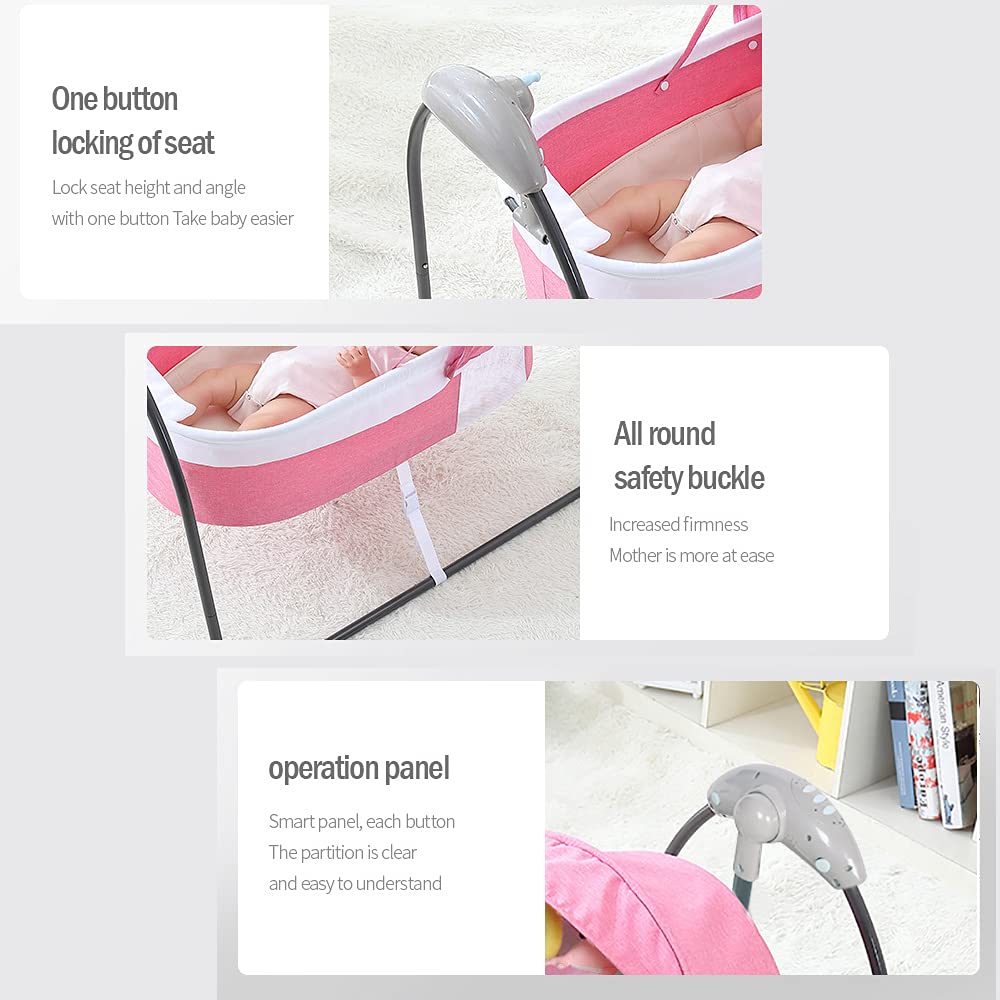 One button
locking of seat
Lock seat height and angle
with one button Take baby easier
All round
safety buckle
Increased firmness
Mother is more at ease
operation panel
Smart panel, each button
The partition is clear
and easy to understand
Europe
American Style